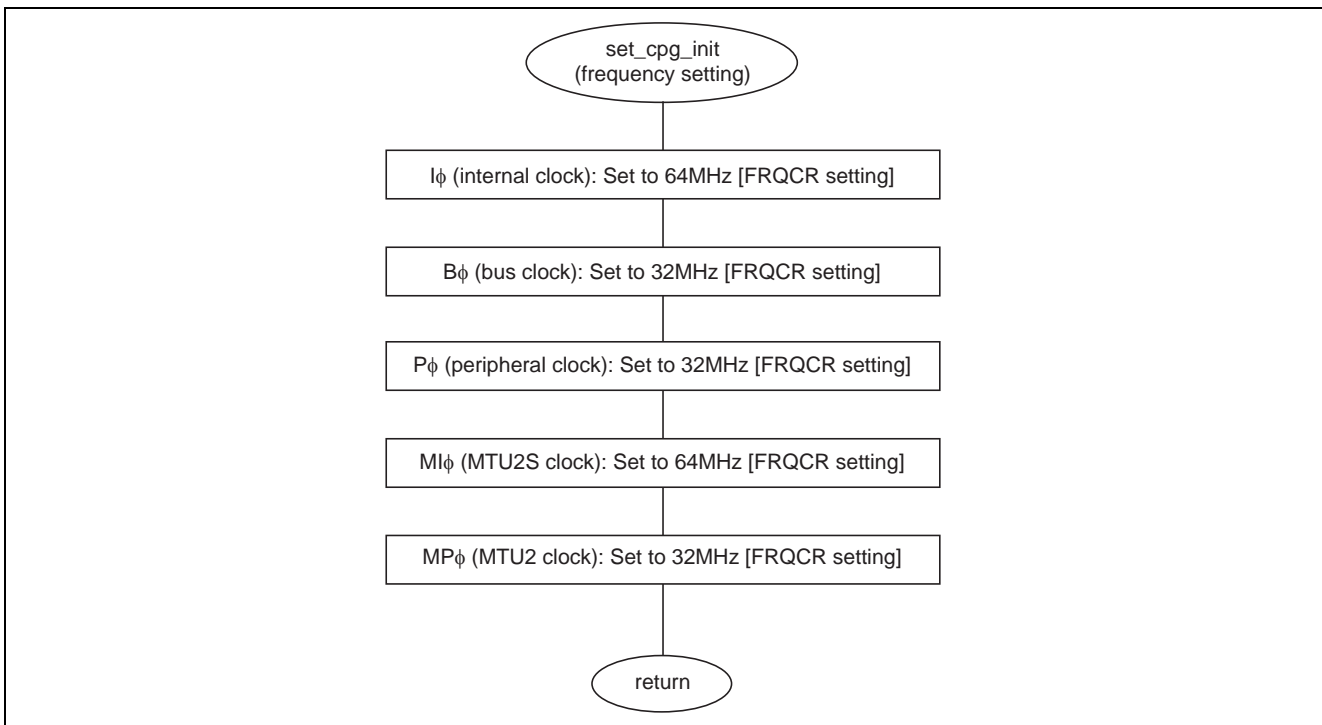 set_cpg_init
(frequency setting)
Iϕ (internal clock): Set to 64MHz [FRQCR setting]
Bϕ (bus clock): Set to 32MHz [FRQCR setting]
Pϕ (peripheral clock): Set to 32MHz [FRQCR setting]
MIϕ (MTU2S clock): Set to 64MHz [FRQCR setting]
MPϕ (MTU2 clock): Set to 32MHz [FRQCR setting]
return